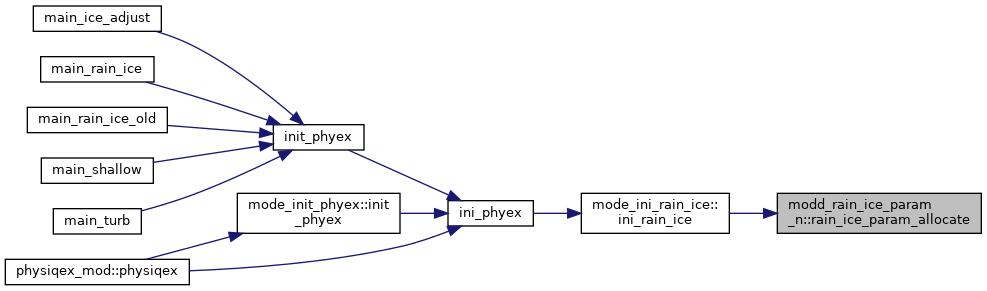 main_ice_adjust
main_rain_ice
main_rain_ice_old
main_shallow
main_turb
physiqex_mod::physiqex
init_phyex
mode_init_phyex::init
_phyex
ini_phyex
mode_ini_rain_ice::
ini_rain_ice
modd_rain_ice_param
_n::rain_ice_param_allocate